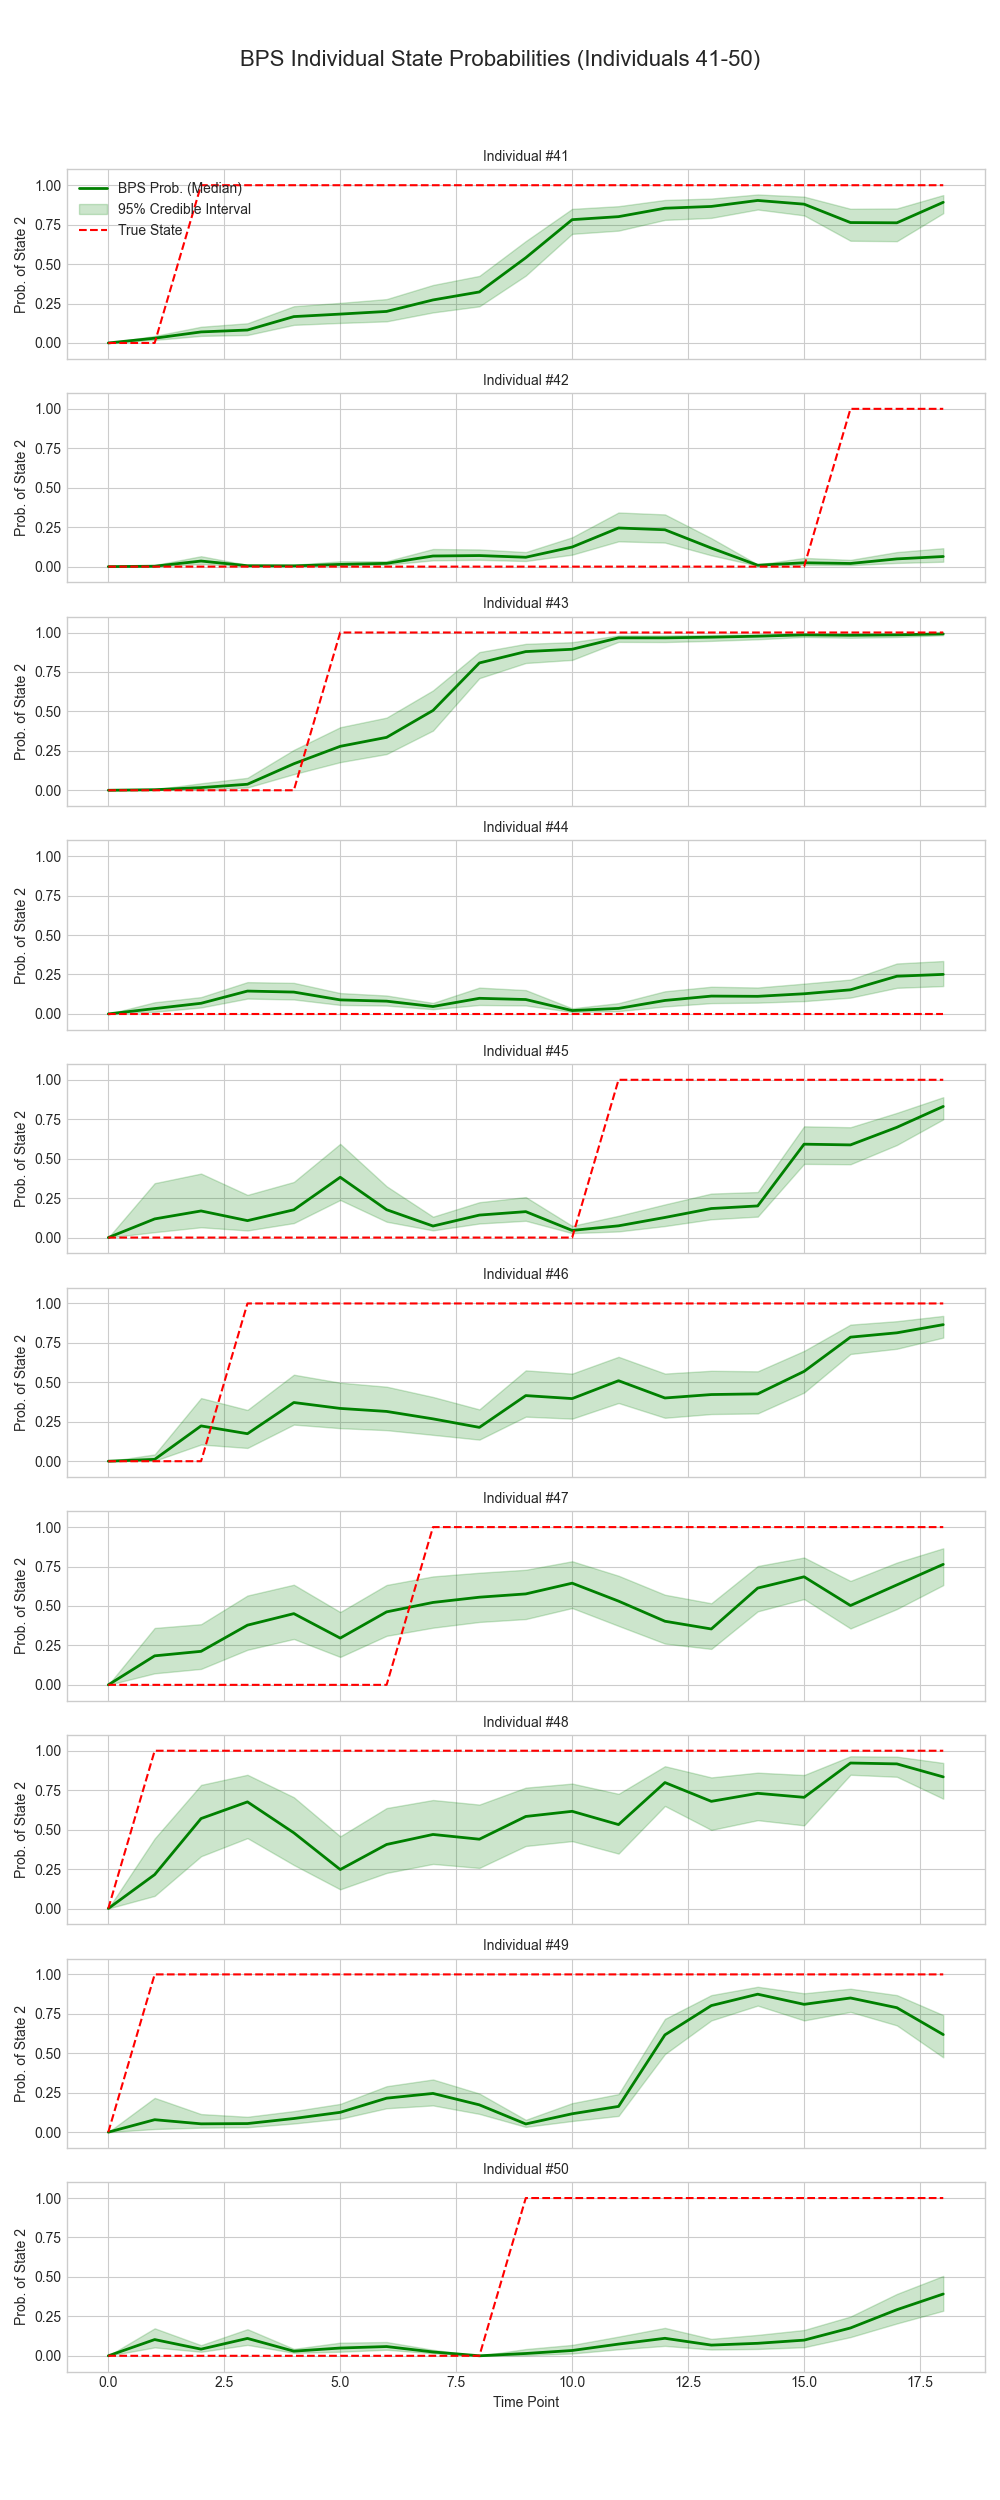 BPS Individual State Probabilities (Individuals 41-50)
Individual #41
Prob. of State 2
1.00
0.75
0.50
0.25
0.00
BPS Prob. (Median)
95% Credible Interval
True State
Individual #42
Prob. of State 2
1.00
0.75
0.50
0.25
0.00
Individual #43
Prob. of State 2
1.00
0.75
0.50
0.25
0.00
Individual #44
Prob. of State 2
1.00
0.75
0.50
0.25
0.00
Individual #45
Prob. of State 2
1.00
0.75
0.50
0.25
0.00
Individual #46
Prob. of State 2
1.00
0.75
0.50
0.25
0.00
Individual #47
Prob. of State 2
1.00
0.75
0.50
0.25
0.00
Individual #48
Prob. of State 2
1.00
0.75
0.50
0.25
0.00
Individual #49
Prob. of State 2
1.00
0.75
0.50
0.25
0.00
Individual #50
Prob. of State 2
1.00
0.75
0.50
0.25
0.00
0.0 2.5 5.0 7.5 10.0 12.5 15.0 17.5
Time Point